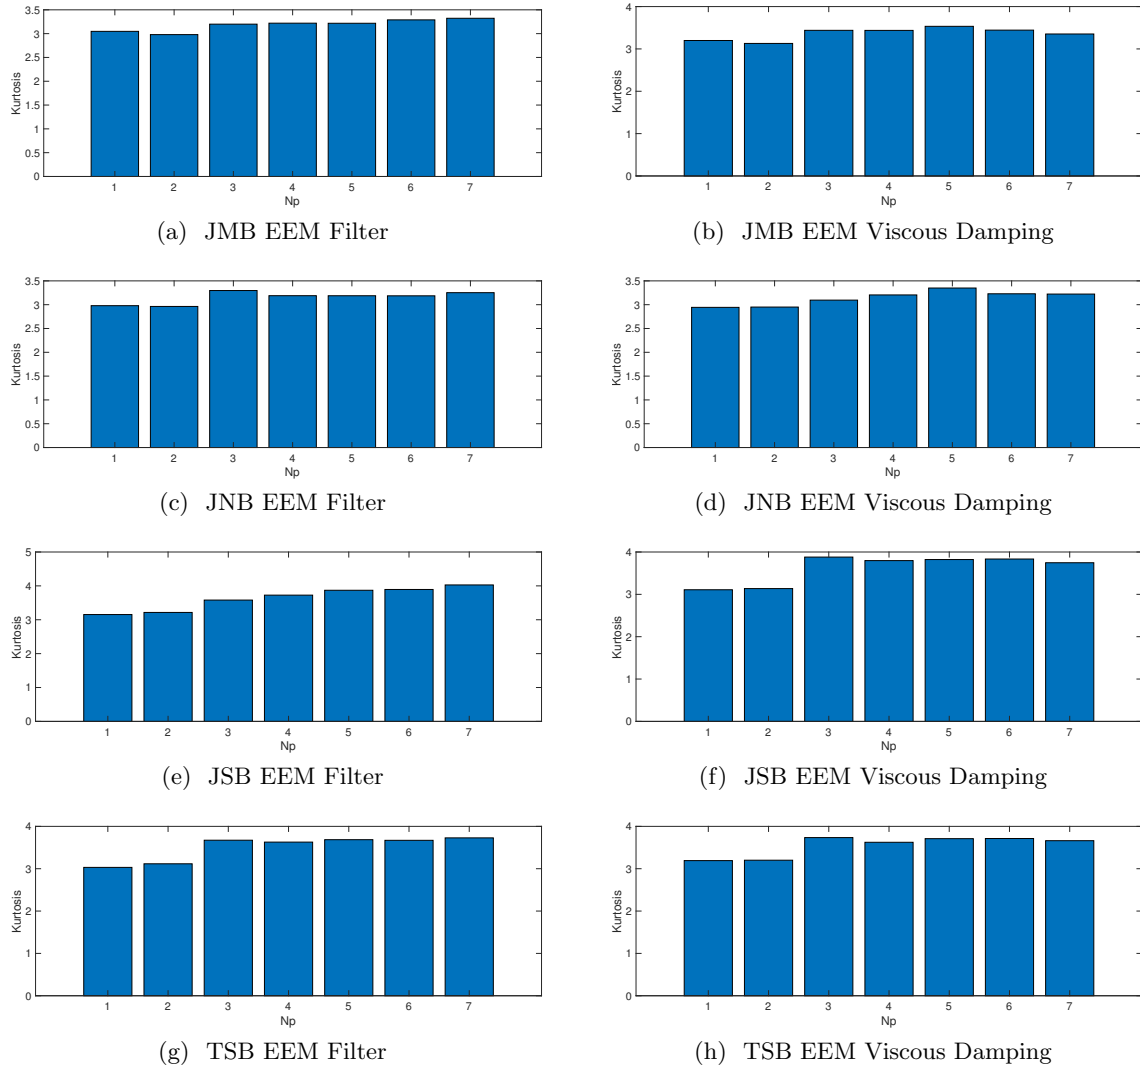 3.5
3
2.5
2
1.5
1
0.5
0
Kurtosis
1 2 3 4 5 6 7
Np
(a) JMB EEM Filter
4
3
2
1
0
Kurtosis
1 2 3 4 5 6 7
Np
(b) JMB EEM Viscous Damping
3.5
3
2.5
2
1.5
1
0.5
0
Kurtosis
1 2 3 4 5 6 7
Np
(c) JNB EEM Filter
3.5
3
2.5
2
1.5
1
0.5
0
Kurtosis
1 2 3 4 5 6 7
Np
(d) JNB EEM Viscous Damping
5
4
3
2
1
0
Kurtosis
1 2 3 4 5 6 7
Np
(e) JSB EEM Filter
4
3
2
1
0
Kurtosis
1 2 3 4 5 6 7
Np
(f) JSB EEM Viscous Damping
4
3
2
1
0
Kurtosis
1 2 3 4 5 6 7
Np
(g) TSB EEM Filter
4
3
2
1
0
Kurtosis
1 2 3 4 5 6 7
Np
(h) TSB EEM Viscous Damping